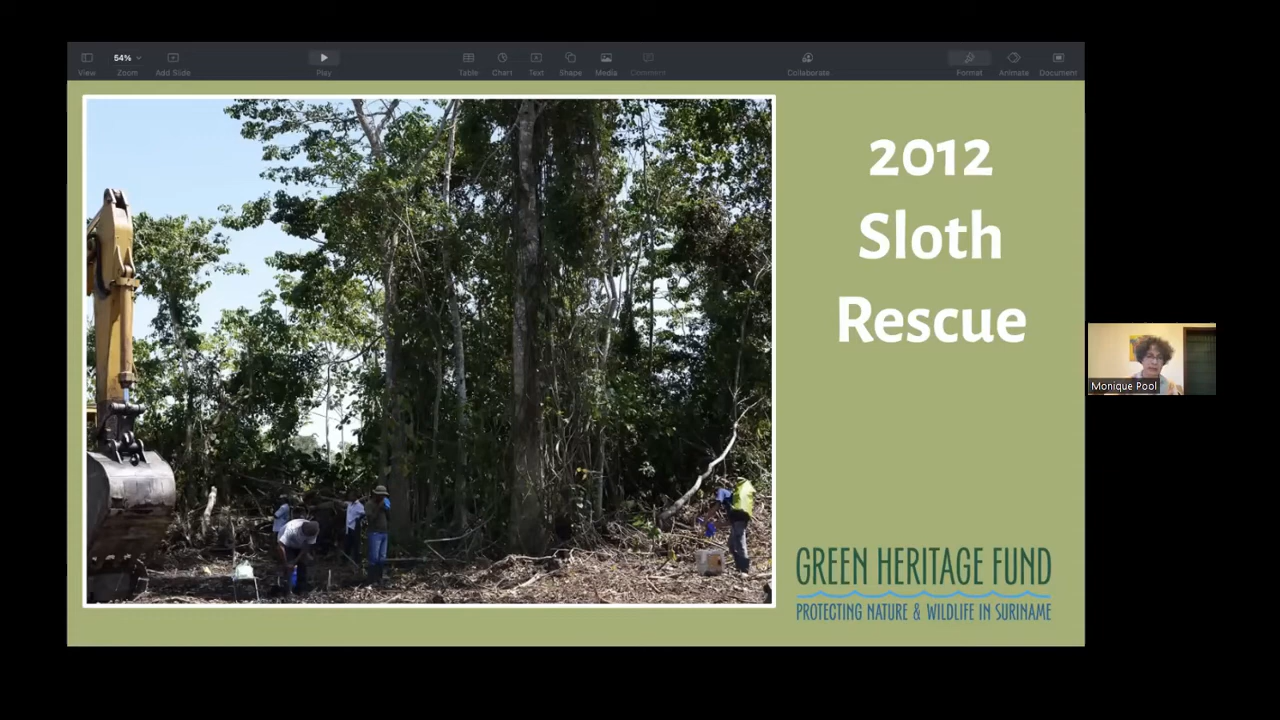 54%
View
Zoom
Add Slide
Play
Table
Chart
Text
Shape
Media
Comment
Collaborate
Format
Animate
Document
2012
Sloth
Rescue
GREEN HERITAGE FUND
PROTECTING NATURE & WILDLIFE IN SURINAME
Monique Pool